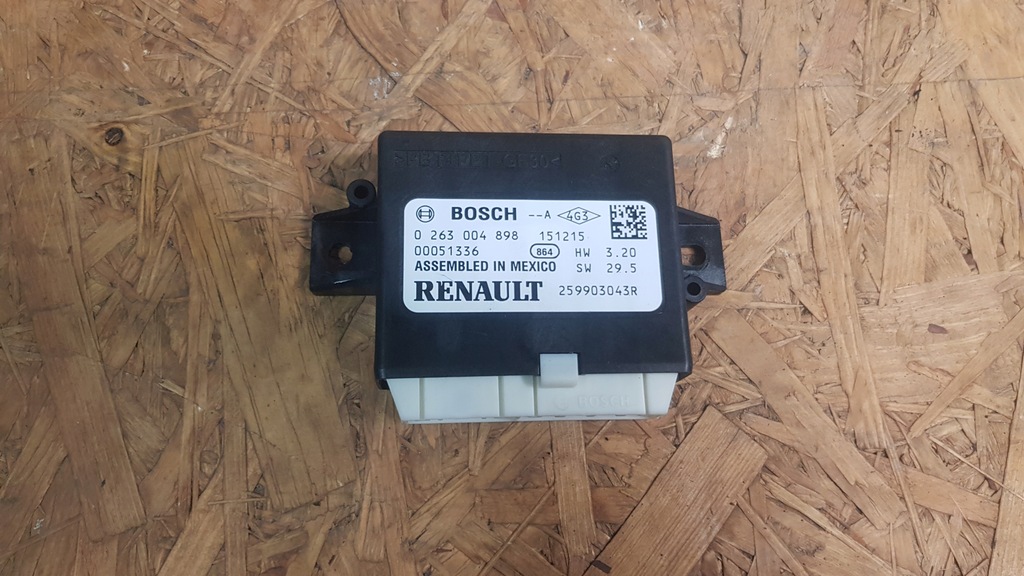 BOSCH --A 4G3
0 263 004 898 151215
00051336 864 HW 3.20
ASSEMBLED IN MEXICO SW 29.5
RENAULT 259903043R
BOSCH